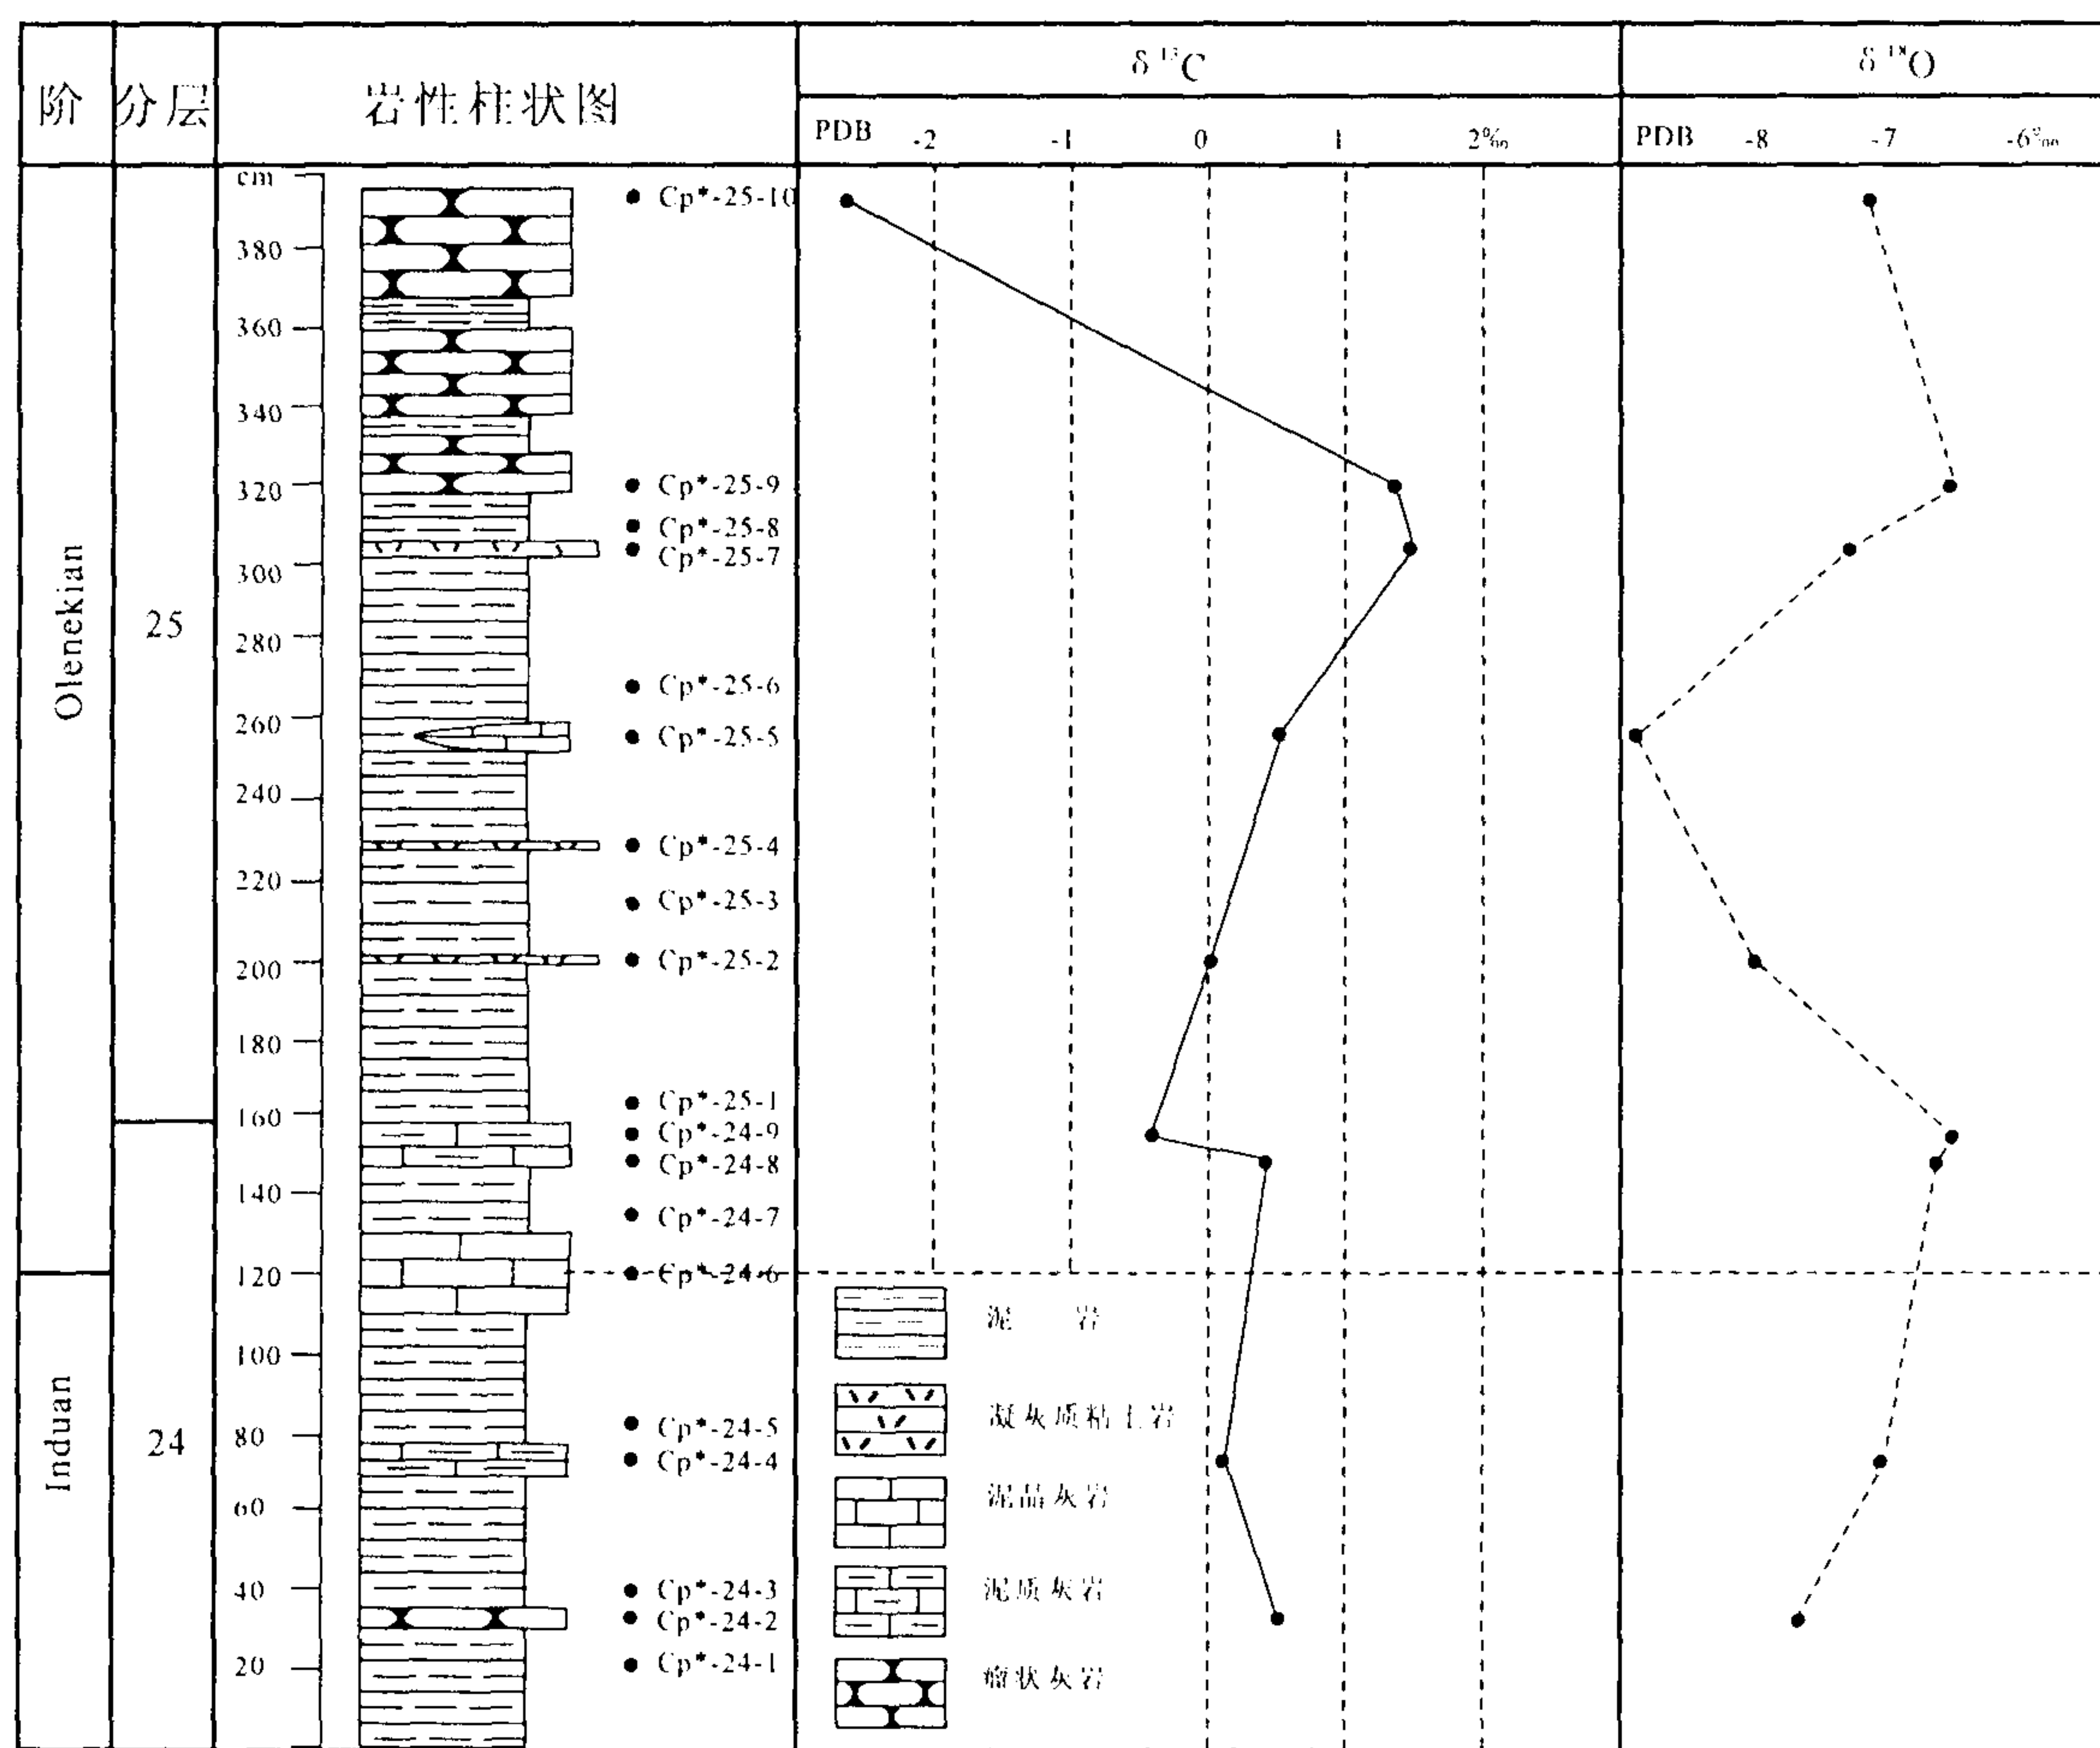 阶 分层 岩性柱状图 δ ¹³C δ ¹⁸O
PDB -2 -1 0 1 2‰ PDB -8 -7 -6‰
cm
Cp*-25-10
380
360
340
320 Cp*-25-9
Cp*-25-8
Cp*-25-7
300
280
Cp*-25-6
260
Cp*-25-5
240
Cp*-25-4
220
Cp*-25-3
200 Cp*-25-2
180
160 Cp*-25-1
Cp*-24-9
Cp*-24-8
140
Cp*-24-7
120 Cp*-24-6
100
80 Cp*-24-5
Cp*-24-4
60
40 Cp*-24-3
Cp*-24-2
20 Cp*-24-1
Olenekian
Induan
25
24
泥 岩
凝灰质粘土岩
泥晶灰岩
泥质灰岩
瘤状灰岩